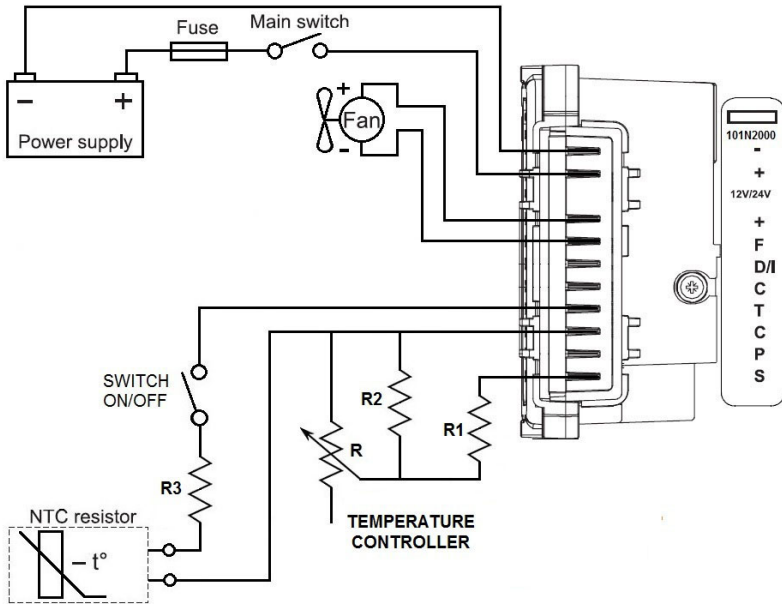 Fuse
Main switch
-
+
Power supply
+
Fan
-
101N2000
-
+
12V/24V
+
F
D/I
C
T
C
P
S
SWITCH
ON/OFF
R2
R1
R
R3
NTC resistor
– t°
TEMPERATURE
CONTROLLER